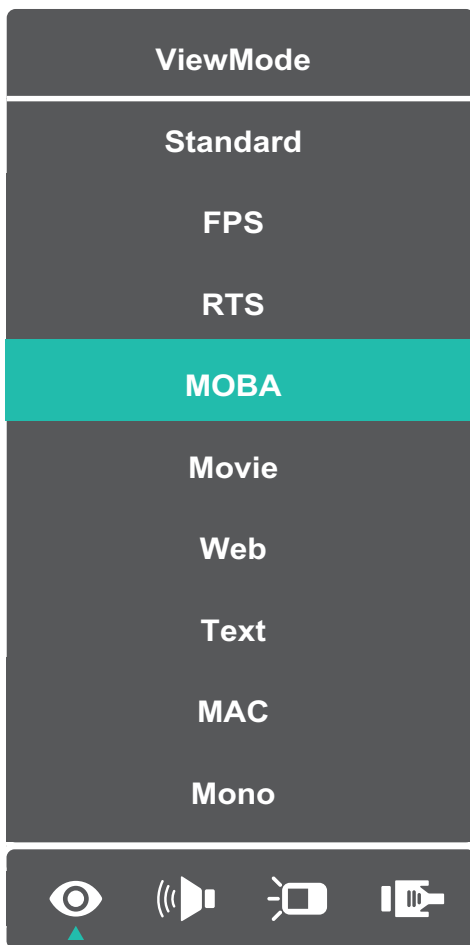 ViewMode
Standard
FPS
RTS
MOBA
Movie
Web
Text
MAC
Mono